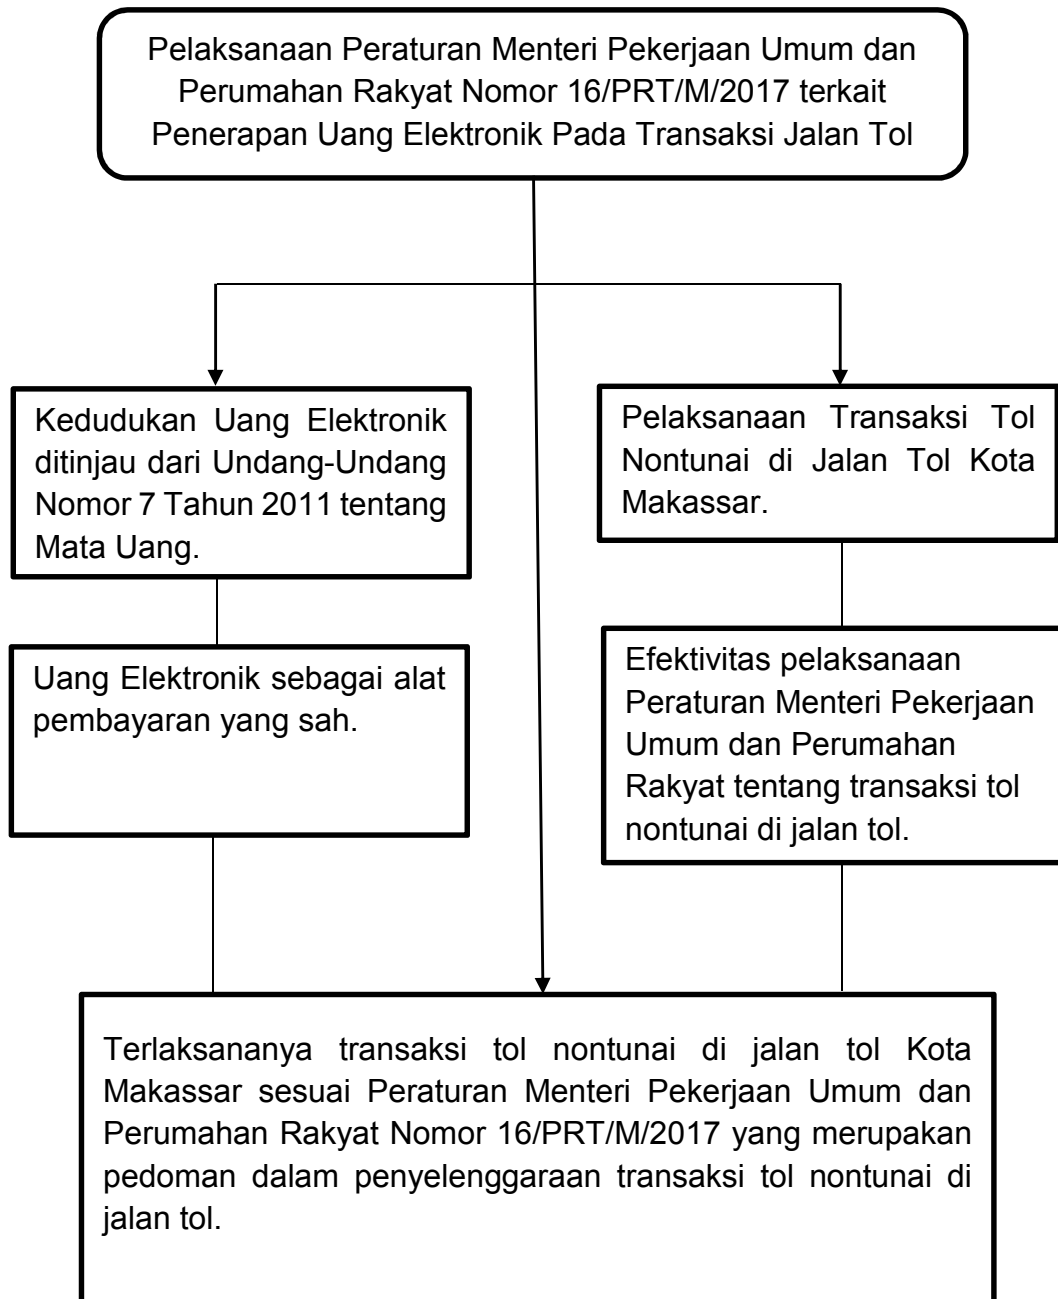 Pelaksanaan Peraturan Menteri Pekerjaan Umum dan
Perumahan Rakyat Nomor 16/PRT/M/2017 terkait
Penerapan Uang Elektronik Pada Transaksi Jalan Tol
Kedudukan Uang Elektronik
ditinjau dari Undang-Undang
Nomor 7 Tahun 2011 tentang
Mata Uang.
Pelaksanaan Transaksi Tol
Nontunai di Jalan Tol Kota
Makassar.
Uang Elektronik sebagai alat
pembayaran yang sah.
Efektivitas pelaksanaan
Peraturan Menteri Pekerjaan
Umum dan Perumahan
Rakyat tentang transaksi tol
nontunai di jalan tol.
Terlaksananya transaksi tol nontunai di jalan tol Kota
Makassar sesuai Peraturan Menteri Pekerjaan Umum dan
Perumahan Rakyat Nomor 16/PRT/M/2017 yang merupakan
pedoman dalam penyelenggaraan transaksi tol nontunai di
jalan tol.